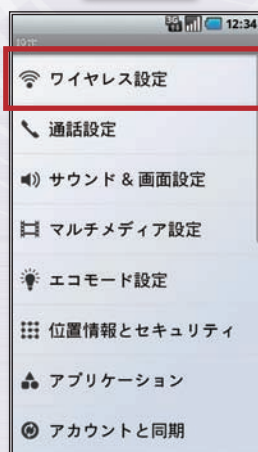 3G
12:34
設定
ワイヤレス設定
通話設定
サウンド & 画面設定
マルチメディア設定
エコモード設定
位置情報とセキュリティ
アプリケーション
アカウントと同期